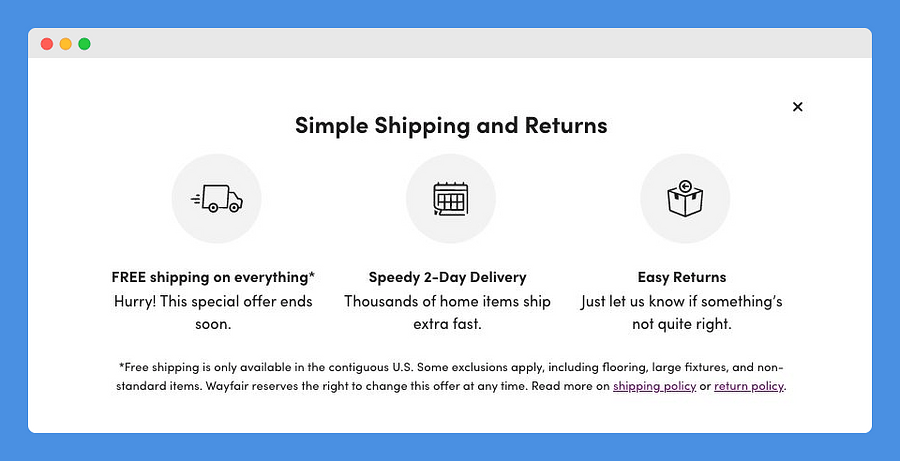 Simple Shipping and Returns
FREE shipping on everything*
Hurry! This special offer ends
soon.
Speedy 2-Day Delivery
Thousands of home items ship
extra fast.
Easy Returns
Just let us know if something’s
not quite right.
*Free shipping is only available in the contiguous U.S. Some exclusions apply, including flooring, large fixtures, and non-
standard items. Wayfair reserves the right to change this offer at any time. Read more on shipping policy or return policy.